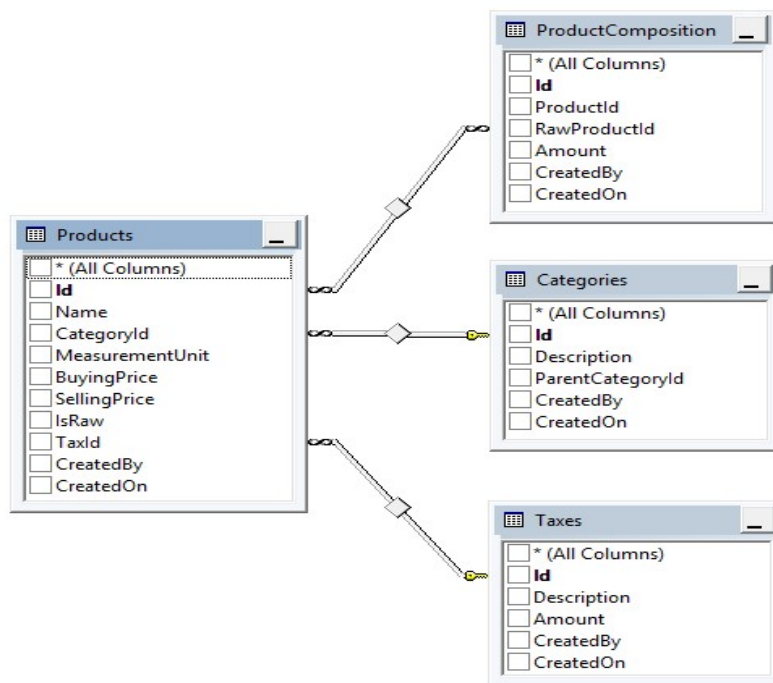 Products
* (All Columns)
Id
Name
CategoryId
MeasurementUnit
BuyingPrice
SellingPrice
IsRaw
TaxId
CreatedBy
CreatedOn
ProductComposition
* (All Columns)
Id
ProductId
RawProductId
Amount
CreatedBy
CreatedOn
Categories
* (All Columns)
Id
Description
ParentCategoryId
CreatedBy
CreatedOn
Taxes
* (All Columns)
Id
Description
Amount
CreatedBy
CreatedOn